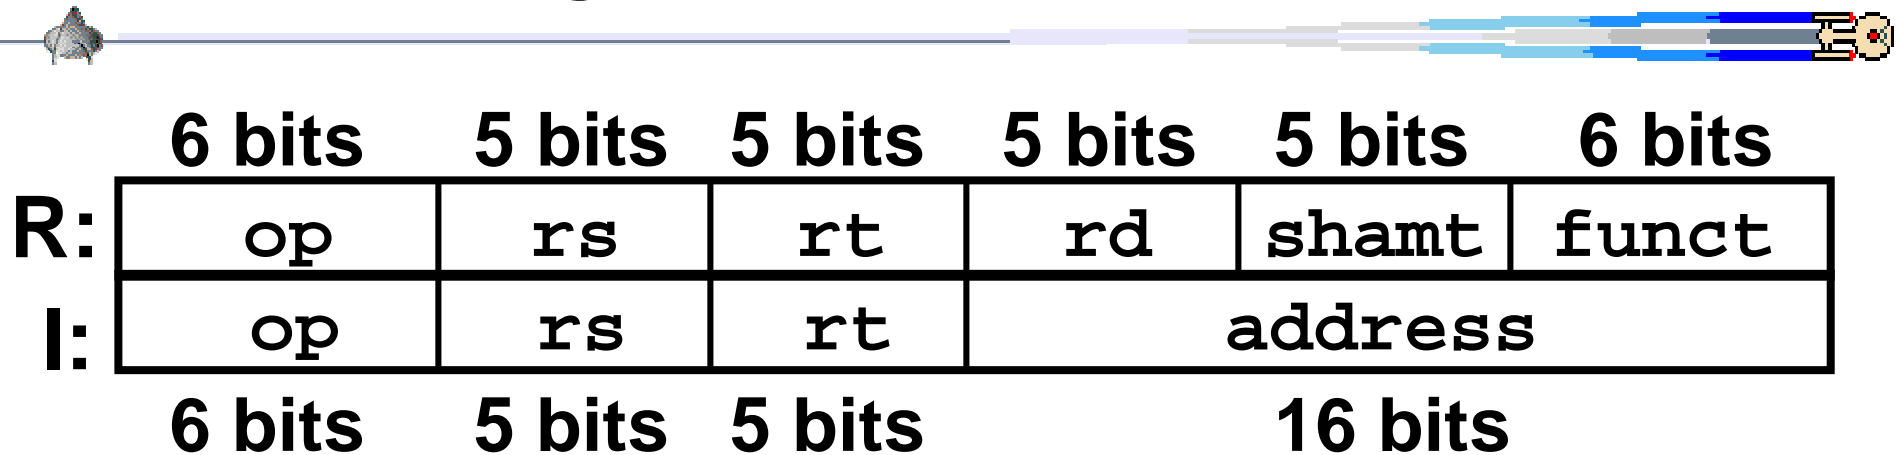 6 bits 5 bits 5 bits 5 bits 5 bits 6 bits
R: op rs rt rd shamt funct
I: op rs rt address
6 bits 5 bits 5 bits 16 bits